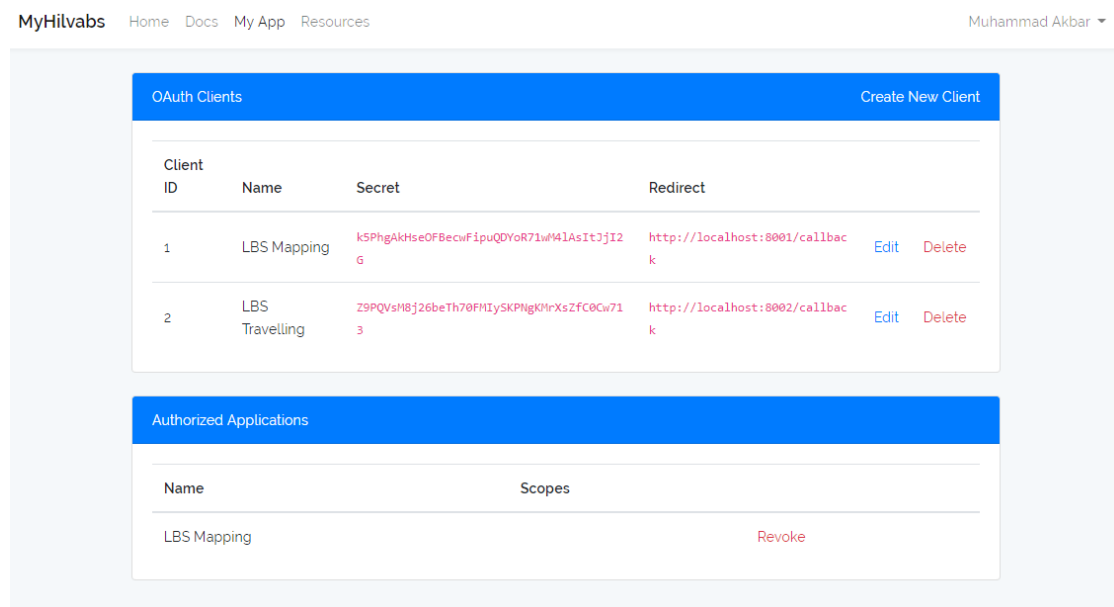 MyHilvabs Home Docs My App Resources Muhammad Akbar
OAuth Clients Create New Client
Client
ID Name Secret Redirect
1 LBS Mapping k5PhgAkHseOFBecwFipuQDYoR71wM4lAsItJjI2 http://localhost:8001/callbac Edit Delete
G k
2 LBS Travelling Z9PQVsM8j26beTh70FMIySKPNgKMrXsZfC0Cw71 http://localhost:8002/callbac Edit Delete
3 k
Authorized Applications
Name Scopes
LBS Mapping Revoke